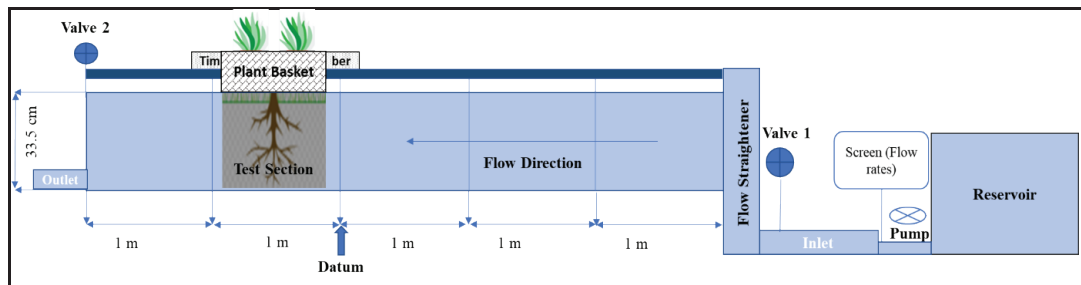 Valve 2
Tim
ber
Plant Basket
33.5 cm
Test Section
Flow Direction
Outlet
Flow Straightener
Valve 1
Screen (Flow
rates)
Reservoir
Pump
Inlet
1 m
1 m
1 m
1 m
1 m
Datum